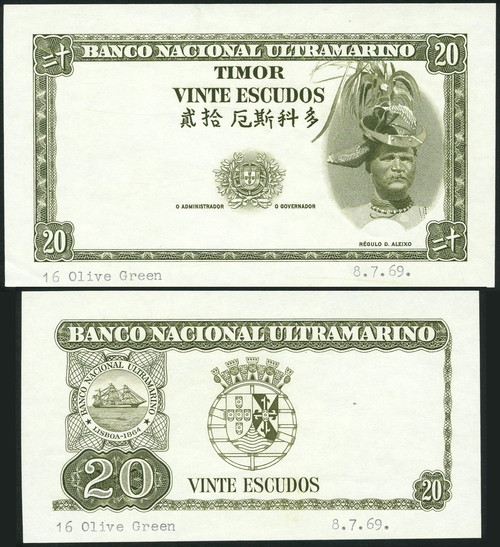 二十 BANCO NACIONAL ULTRAMARINO 20
TIMOR
VINTE ESCUDOS
貳拾 厄斯科多
O ADMINISTRADOR O GOVERNADOR
20 二十
RÉGULO D. ALEIXO
16 Olive Green 8.7.69.
BANCO NACIONAL ULTRAMARINO
BANCO NACIONAL ULTRAMARINO
LISBOA-1864
20 VINTE ESCUDOS 20
16 Olive Green 8.7.69.